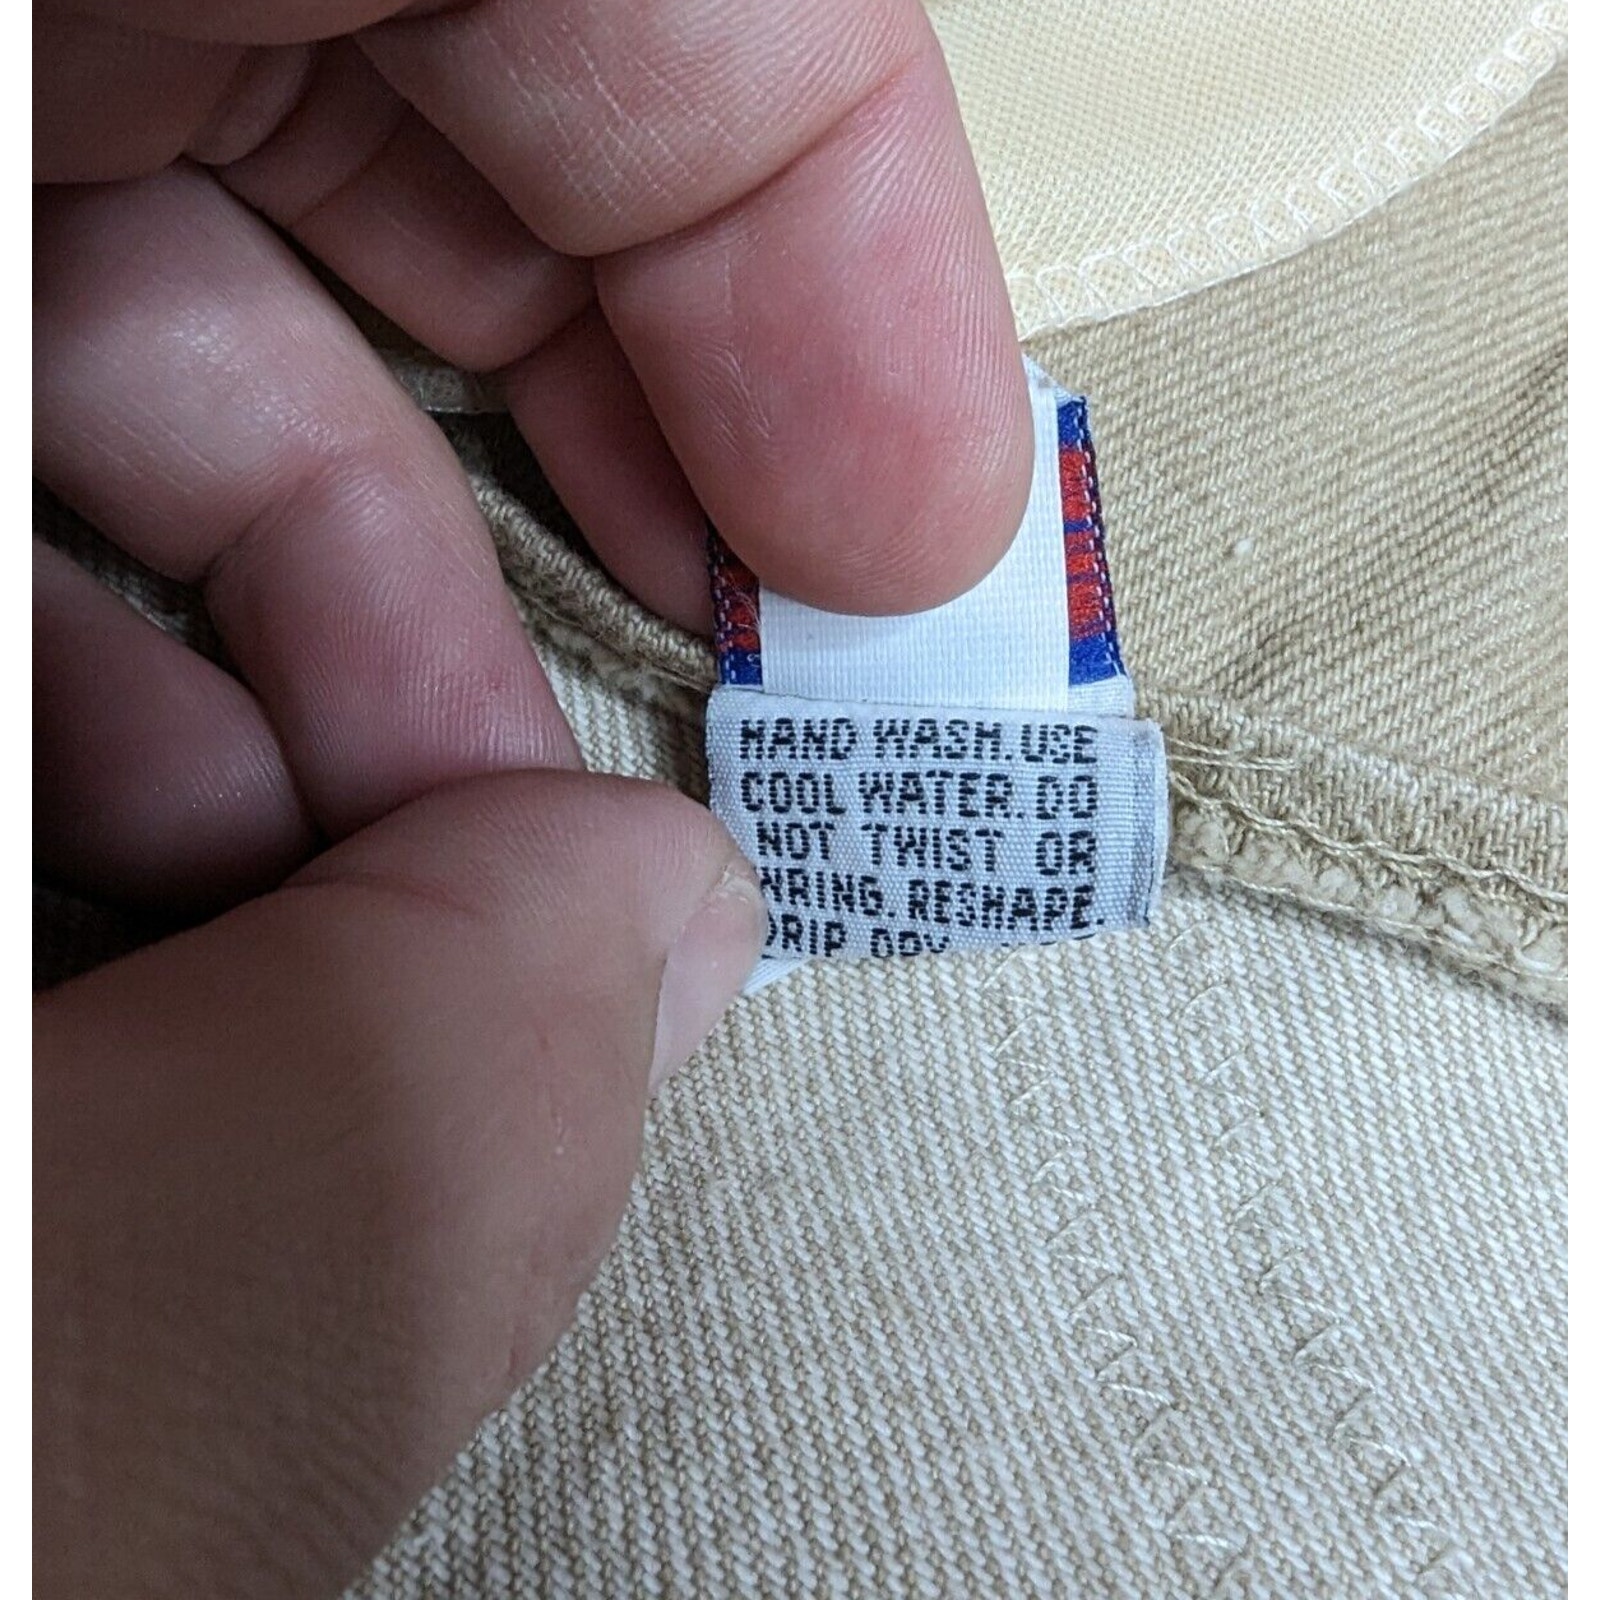 HAND WASH. USE
COOL WATER. DO
NOT TWIST OR
WRING. RESHAPE.
DRIP DRY